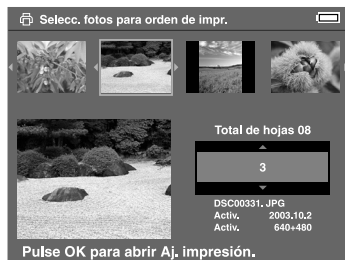 Selecc. fotos para orden de impr.
Total de hojas 08
3
DSC00331. JPG
Activ. 2003.10.2
Activ. 640+480
Pulse OK para abrir Aj. impresión.